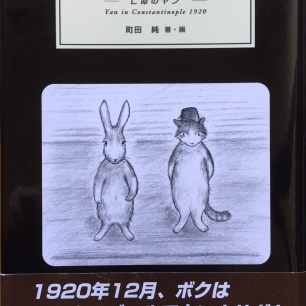 亡命のヤン
Yan in Constantinople 1920
町田 純 著・画
1920年12月、ボクは